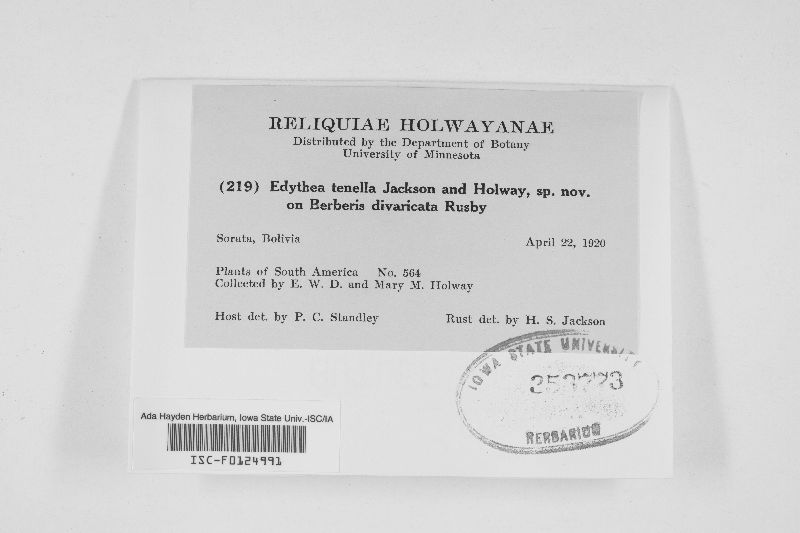 RELIQUIAE HOLWAYANAE
Distributed by the Department of Botany
University of Minnesota
(219) Edythea tenella Jackson and Holway, sp. nov.
on Berberis divaricata Rusby
Sorata, Bolivia
April 22, 1920
Plants of South America No. 564
Collected by E. W. D. and Mary M. Holway
Host det. by P. C. Standley
Rust det. by H. S. Jackson
IOWA STATE UNIVERSITY
HERBARIUM
Ada Hayden Herbarium, Iowa State Univ.-ISC/IA
ISC-F0124991